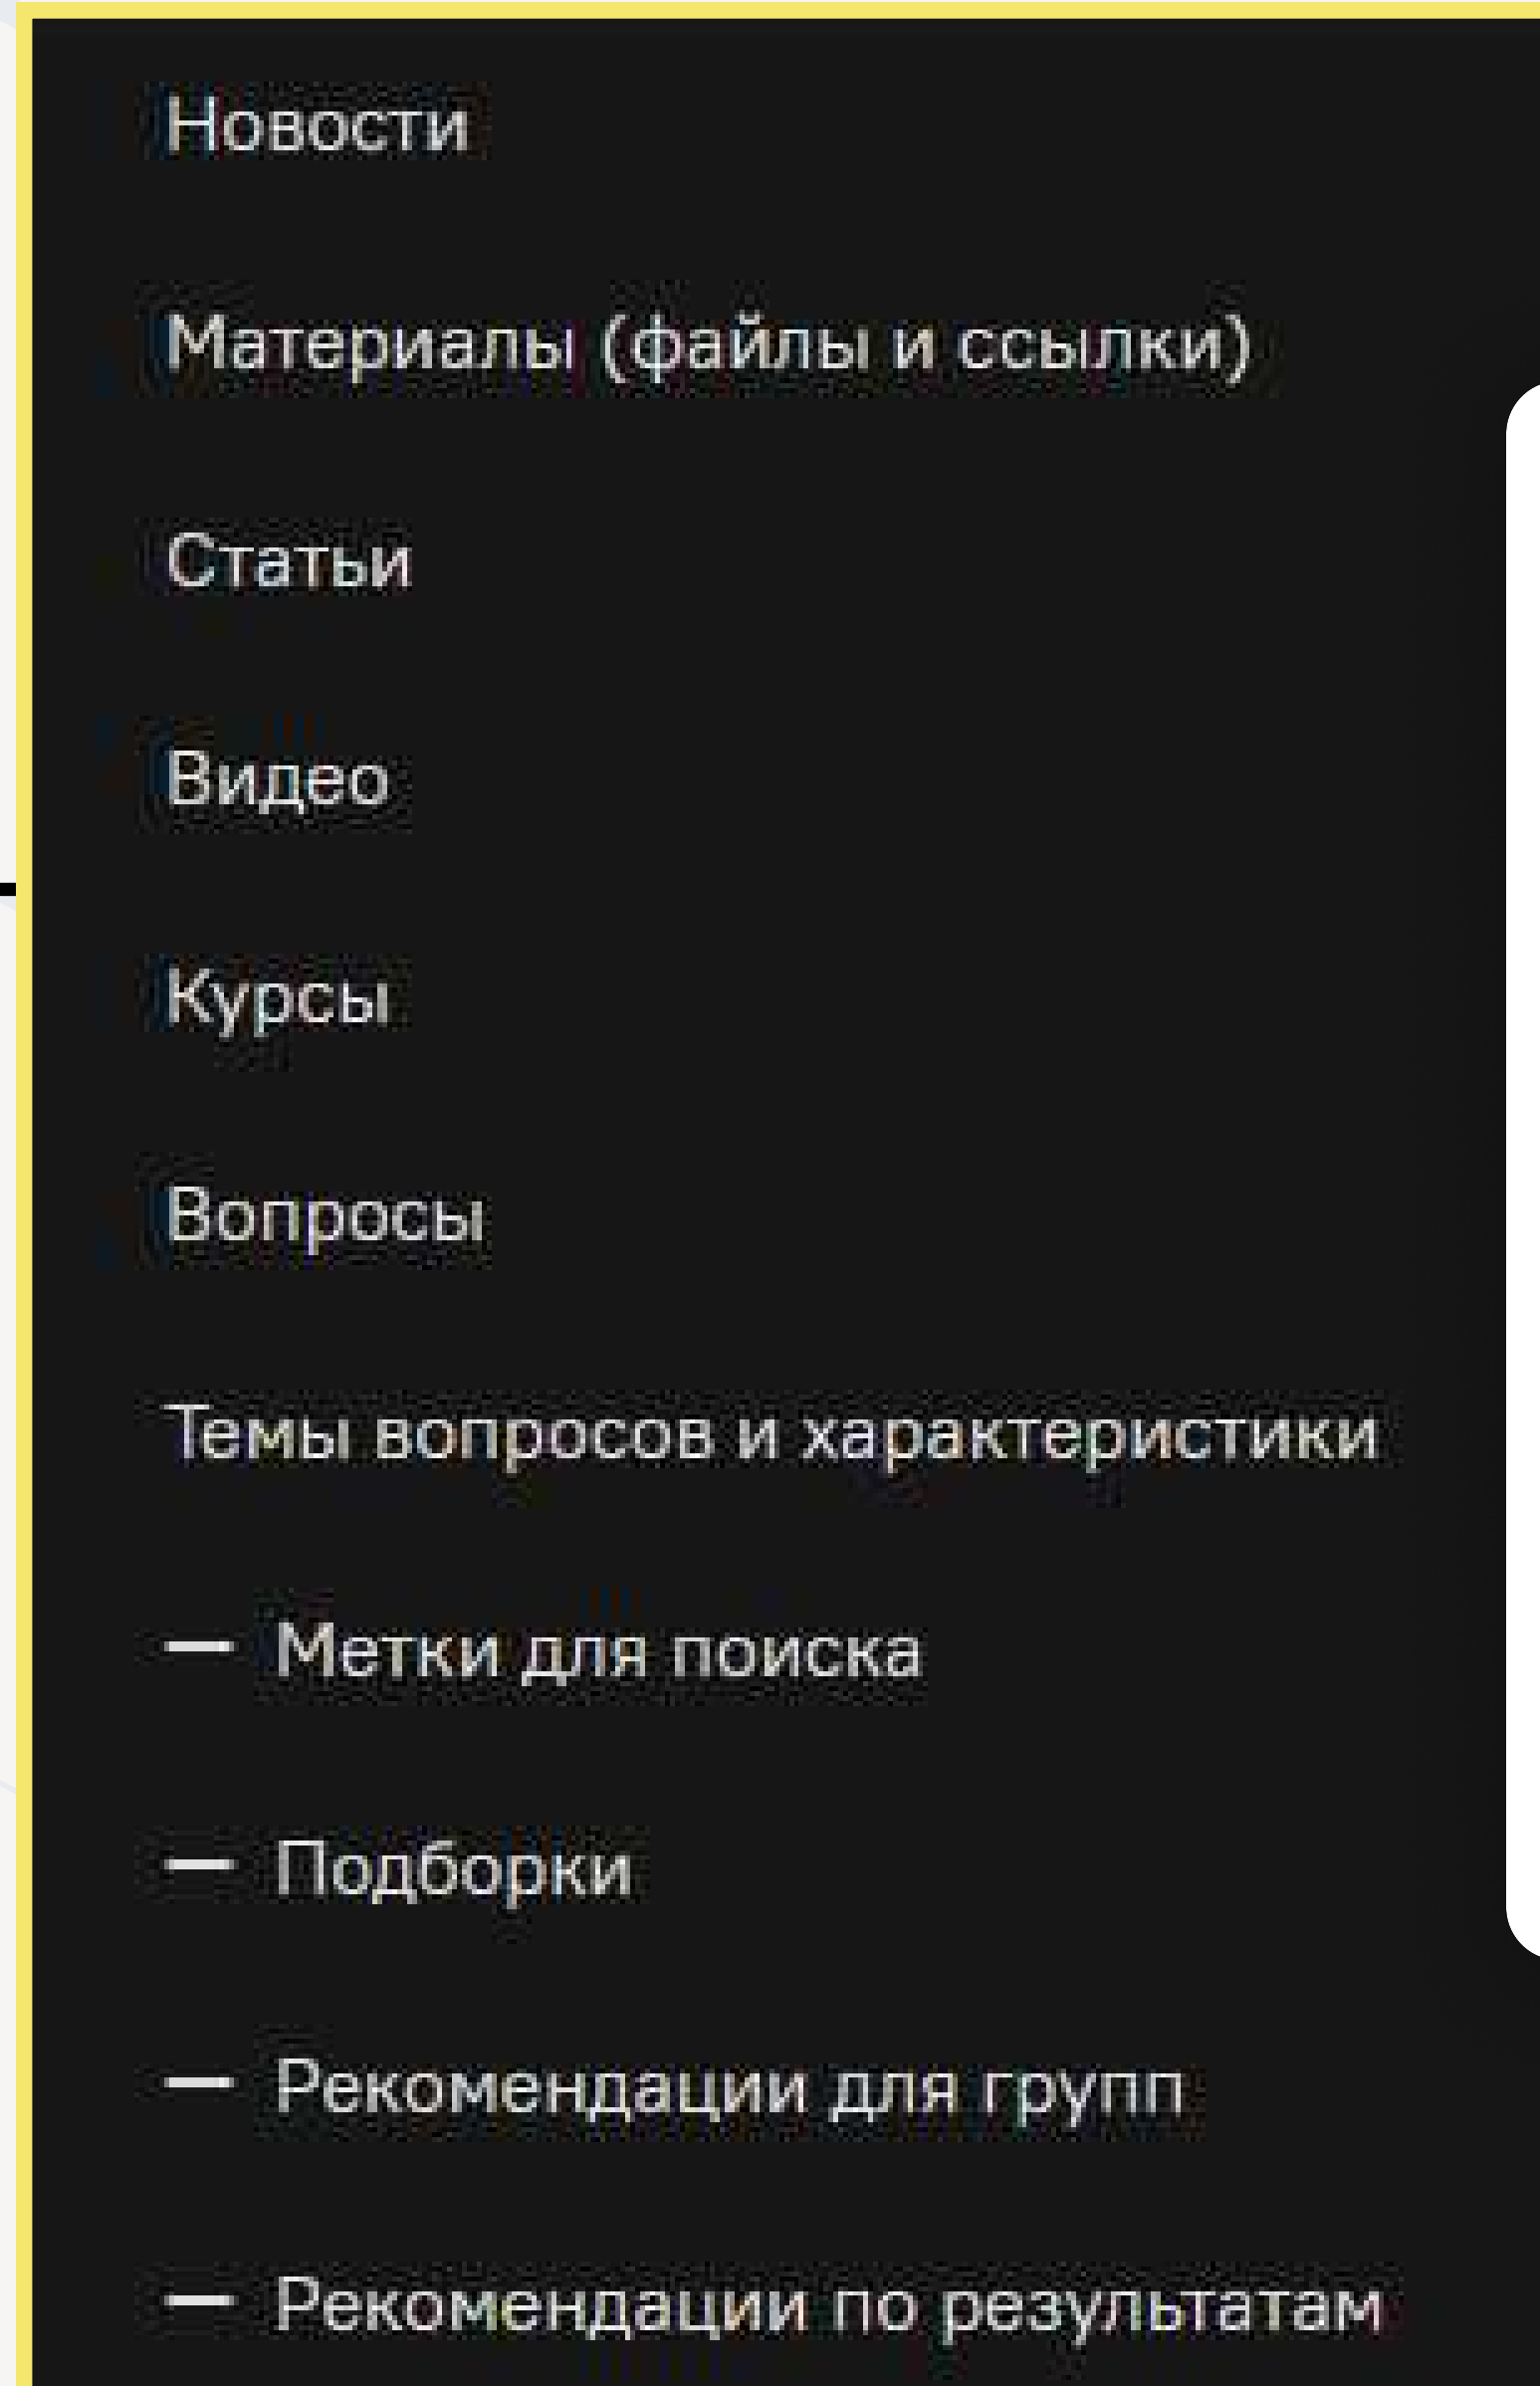 Новости
Материалы (файлы и ссылки)
Статьи
Видео
Курсы
Вопросы
Темы вопросов и характеристики
— Метки для поиска
— Подборки
— Рекомендации для групп
— Рекомендации по результатам